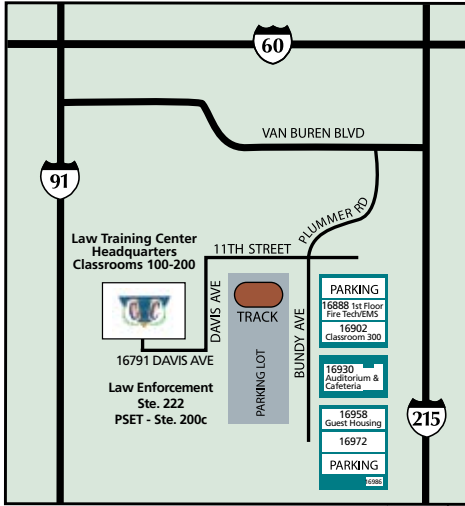 60
VAN BUREN BLVD
91
PLUMMER RD
Law Training Center
Headquarters
Classrooms 100-200
11TH STREET
DAVIS AVE
TRACK
BUNDY AVE
PARKING LOT
16791 DAVIS AVE
Law Enforcement
Ste. 222
PSET - Ste. 200c
PARKING
16888 1st Floor
Fire Tech/EMS
16902
Classroom 300
16930
Auditorium &
Cafeteria
16958
Guest Housing
16972
PARKING
16986
215